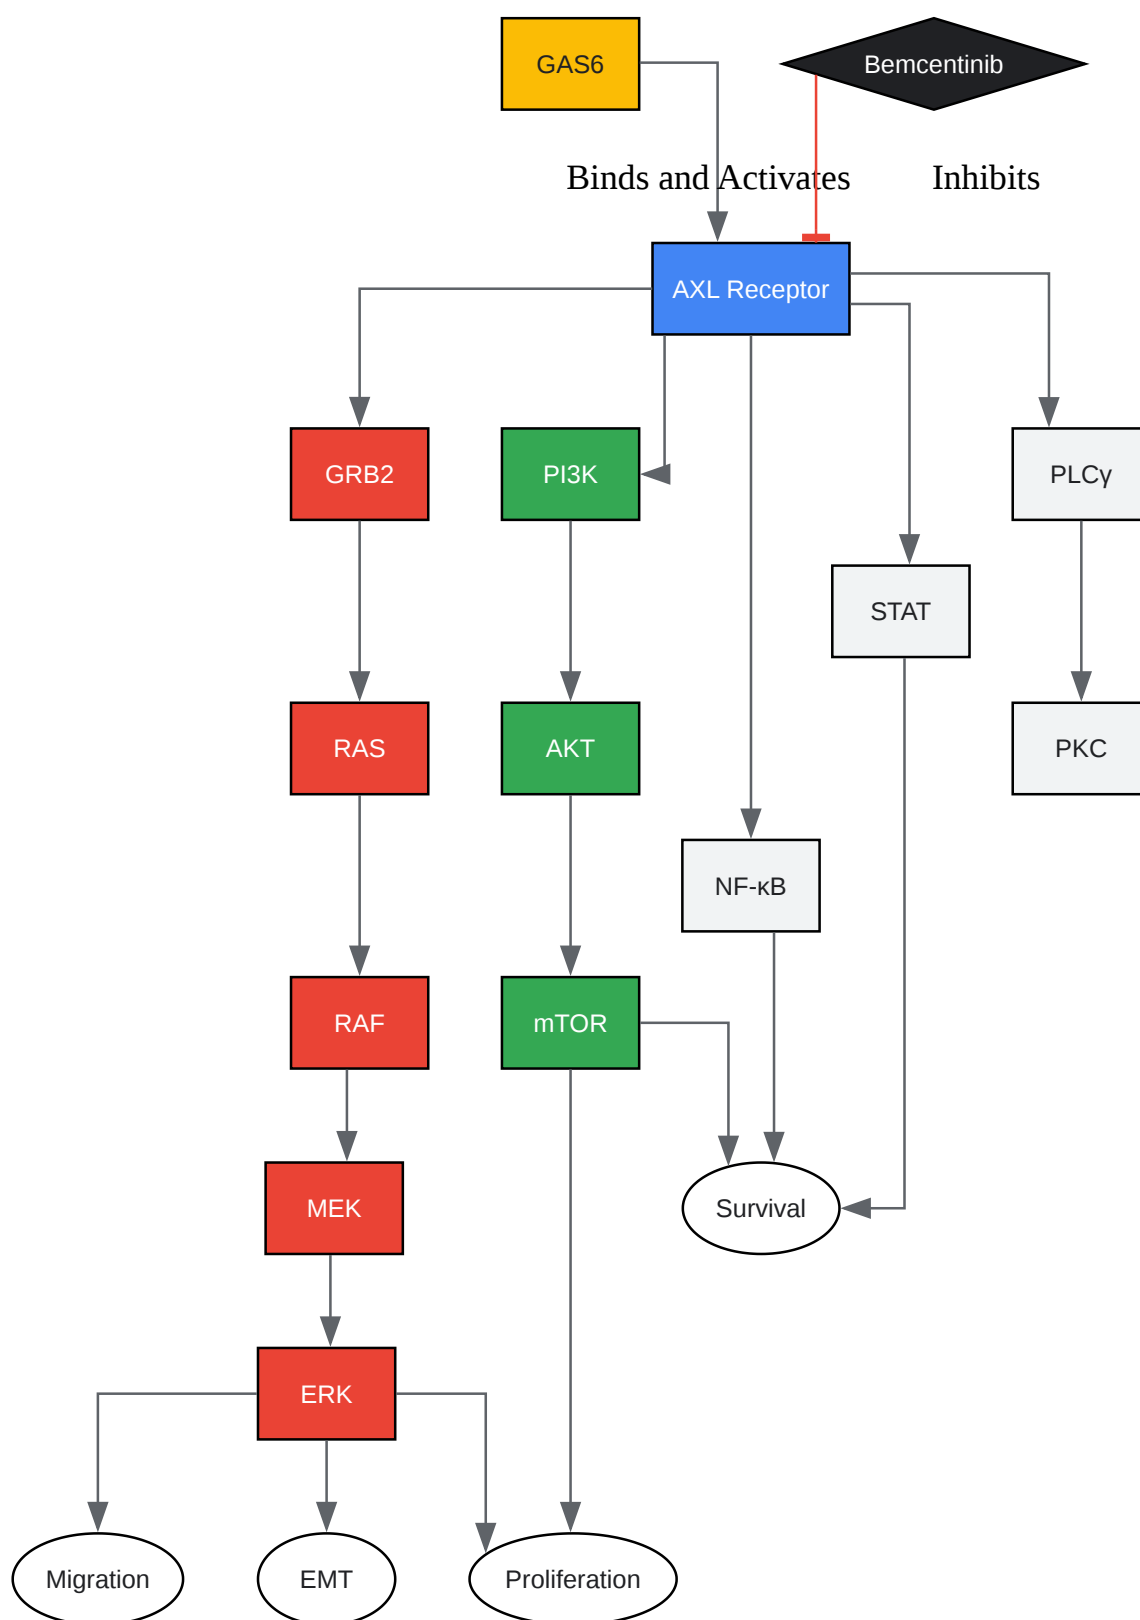 GAS6
Bemcentinib
Binds and Activates
Inhibits
AXL Receptor
GRB2
PI3K
PLCγ
STAT
RAS
AKT
PKC
NF-κB
RAF
mTOR
MEK
Survival
ERK
Migration
EMT
Proliferation